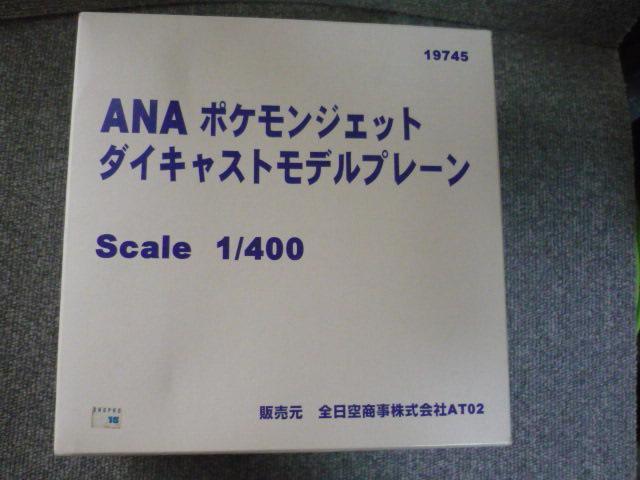 19745
ANA ポケモンジェット
ダイキャストモデルプレーン
Scale 1/400
15
販売元 全日空商事株式会社AT02